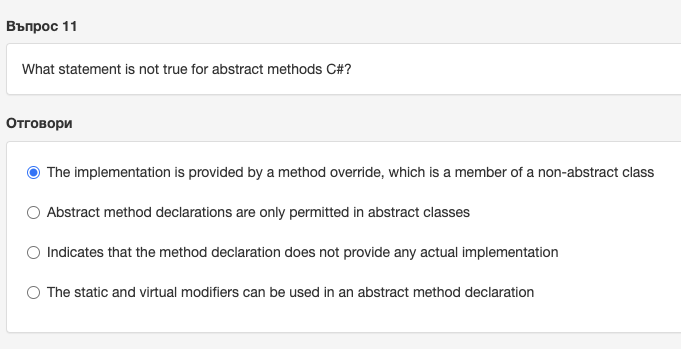 Въпрос 11
What statement is not true for abstract methods C#?
Отговори
The implementation is provided by a method override, which is a member of a non-abstract class
Abstract method declarations are only permitted in abstract classes
Indicates that the method declaration does not provide any actual implementation
The static and virtual modifiers can be used in an abstract method declaration